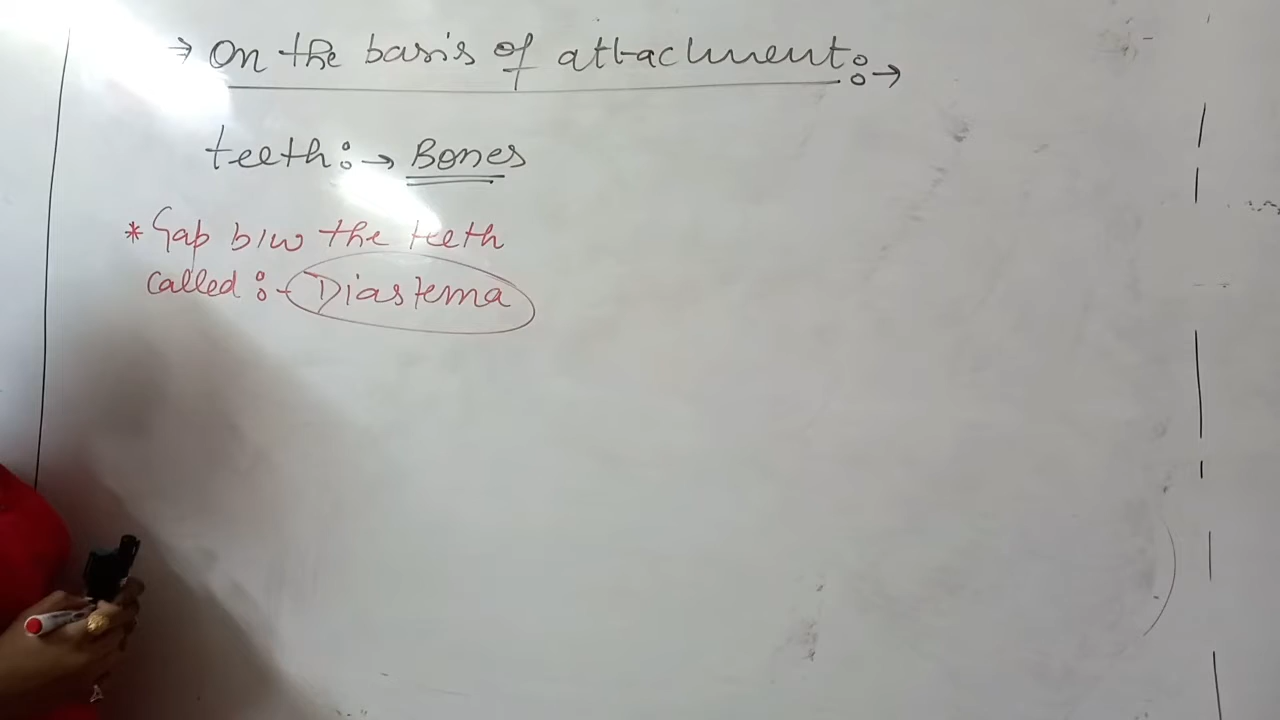 → On the basis of attachment:→
teeth:→ Bones
* Gap b/w the teeth
called:- Diastema